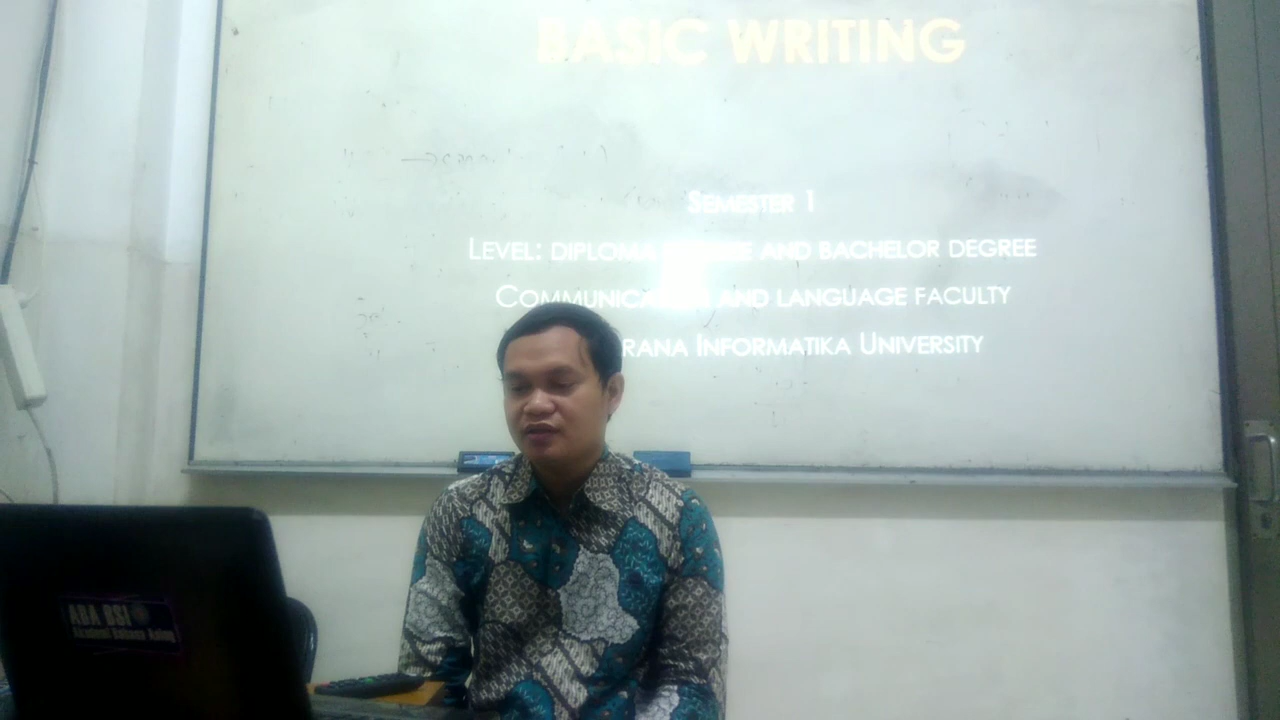 BASIC WRITING
SEMESTER 1
LEVEL: DIPLOMA AND BACHELOR DEGREE
AND LANGUAGE FACULTY
INFORMATIKA UNIVERSITY
ABA BSI
Akademi Bahasa Asing